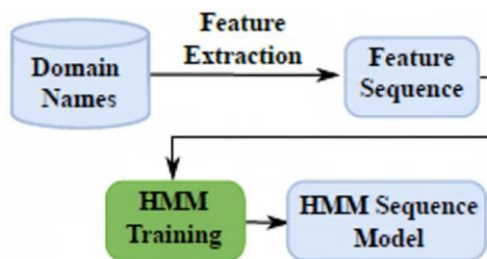 Domain
Names
Feature
Extraction
Feature
Sequence
HMM
Training
HMM Sequence
Model